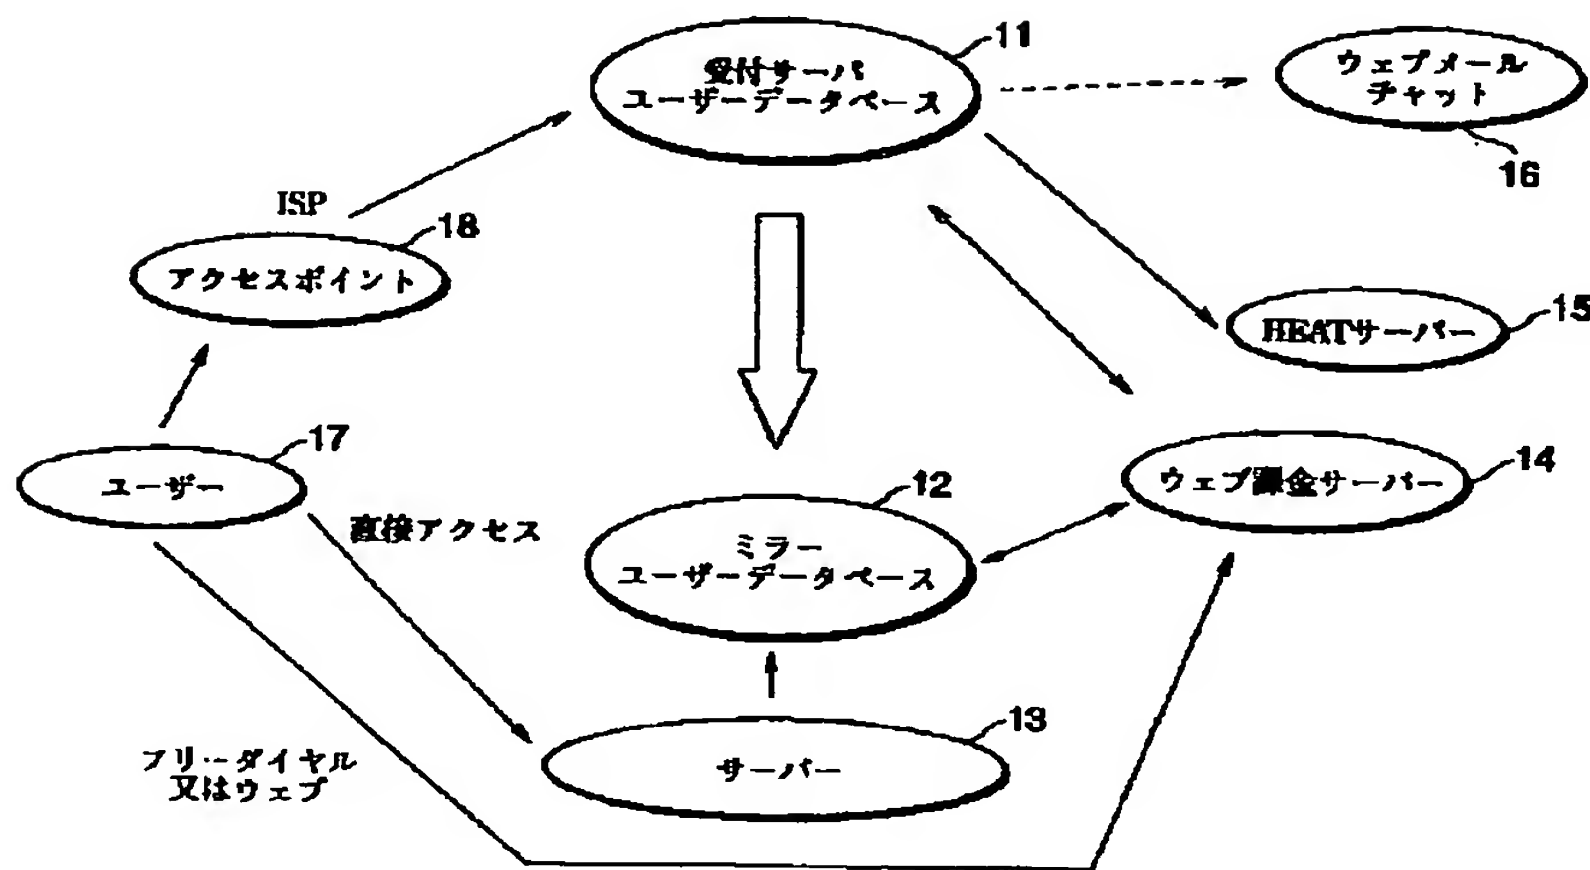 受付サーバ
ユーザーデータベース
11
ウェブメール
チャット
16
ISP
18
アクセスポイント
HEATサーバー
15
17
ユーザー
直接アクセス
12
ミラー
ユーザーデータベース
ウェブ課金サーバー
14
13
サーバー
フリーダイヤル
又はウェブ